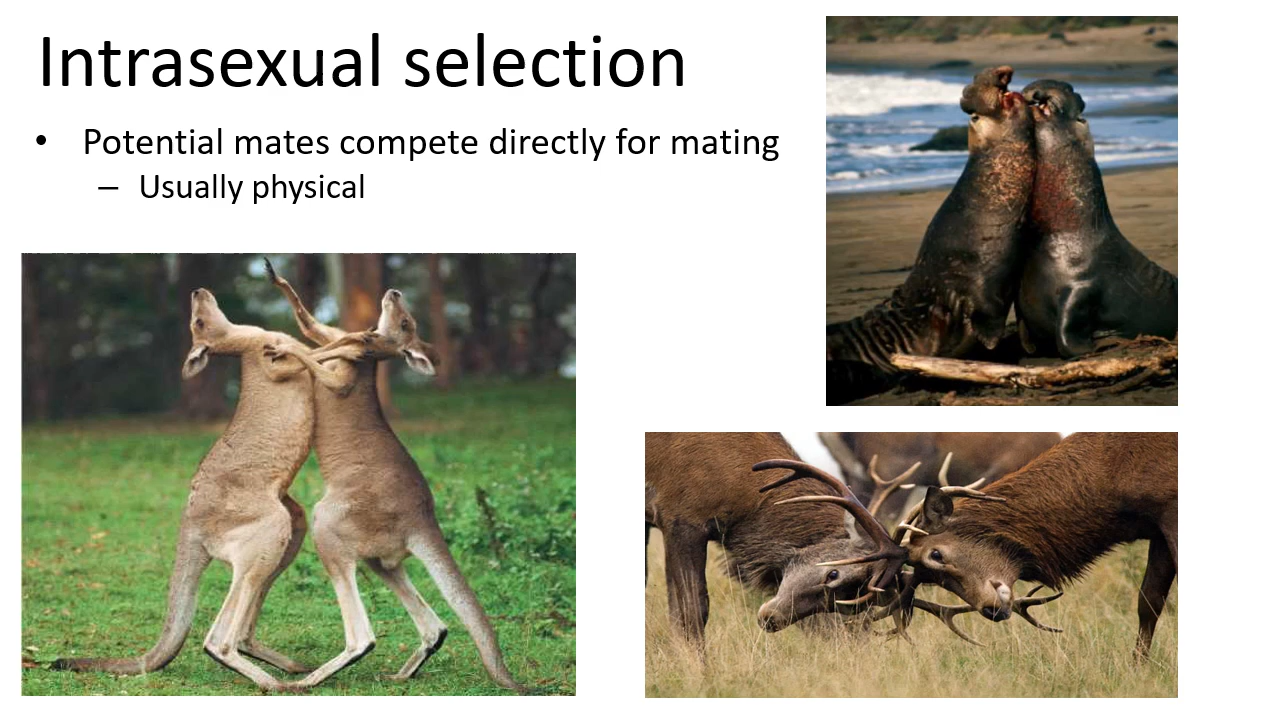 Intrasexual selection
• Potential mates compete directly for mating
– Usually physical